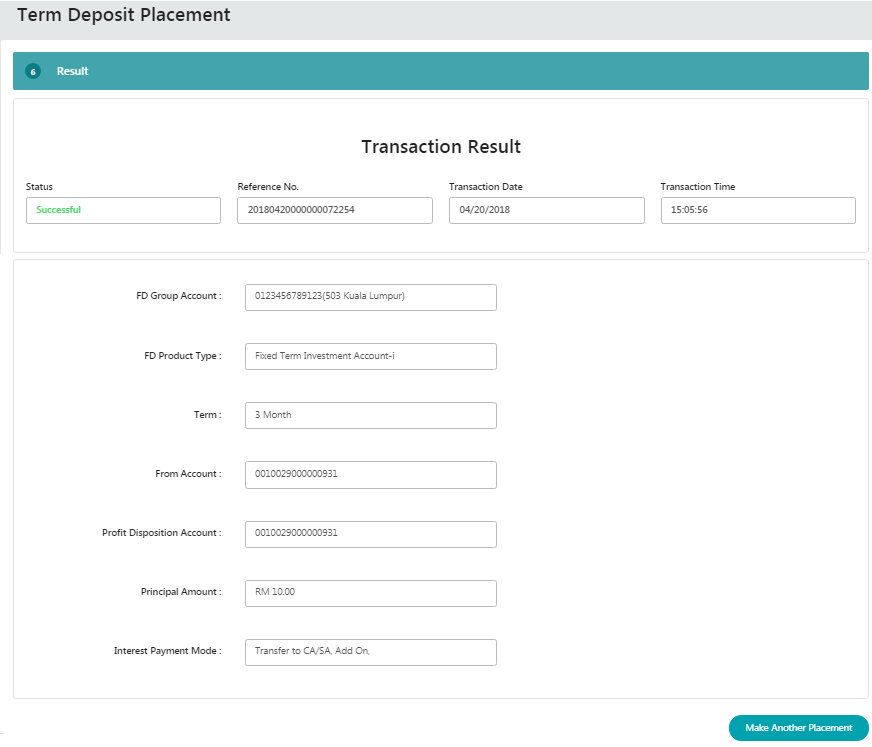 Term Deposit Placement
6 Result
Transaction Result
Status Reference No. Transaction Date Transaction Time
Successful 20180420000000072254 04/20/2018 15:05:56
FD Group Account : 0123456789123(503 Kuala Lumpur)
FD Product Type : Fixed Term Investment Account-i
Term : 3 Month
From Account : 0010029000000931
Profit Disposition Account : 0010029000000931
Principal Amount : RM 10.00
Interest Payment Mode : Transfer to CA/SA, Add On,
Make Another Placement